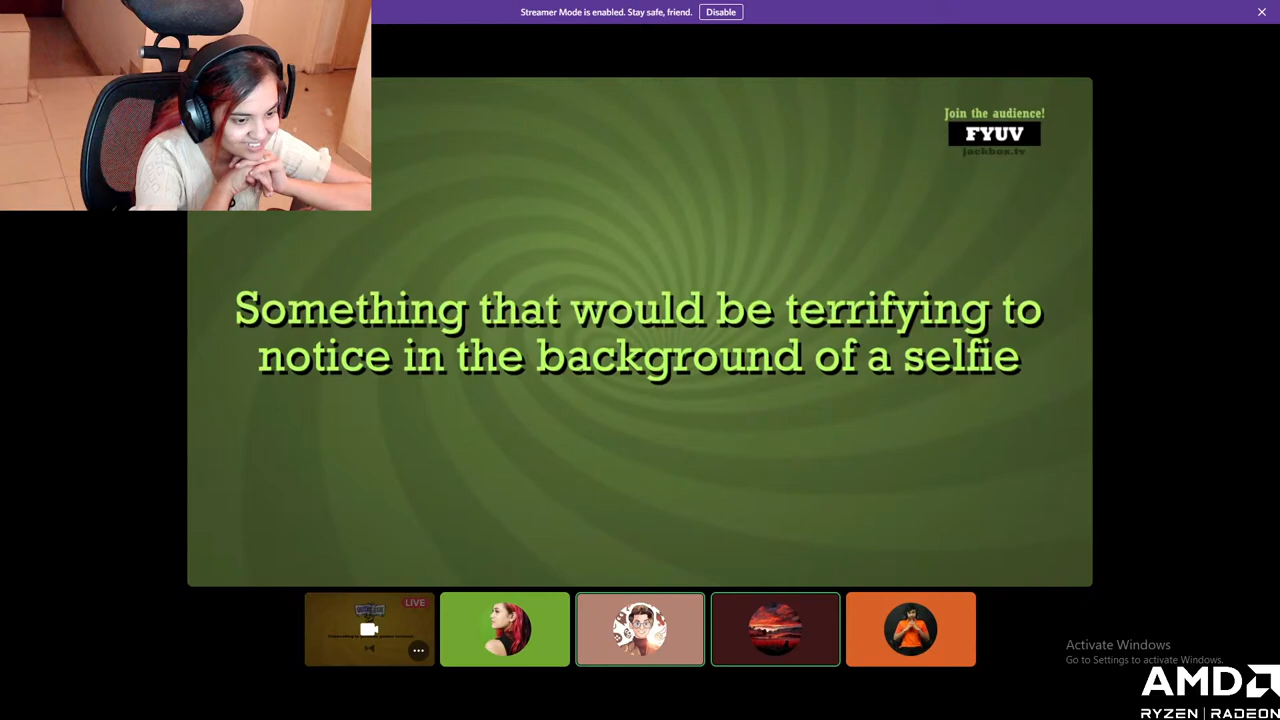 Streamer Mode is enabled. Stay safe, friend. Disable
Join the audience!
FYUV
jackbox.tv
Something that would be terrifying to
notice in the background of a selfie
LIVE
Activate Windows
Go to Settings to activate Windows.
AMD
RYZEN | RADEON